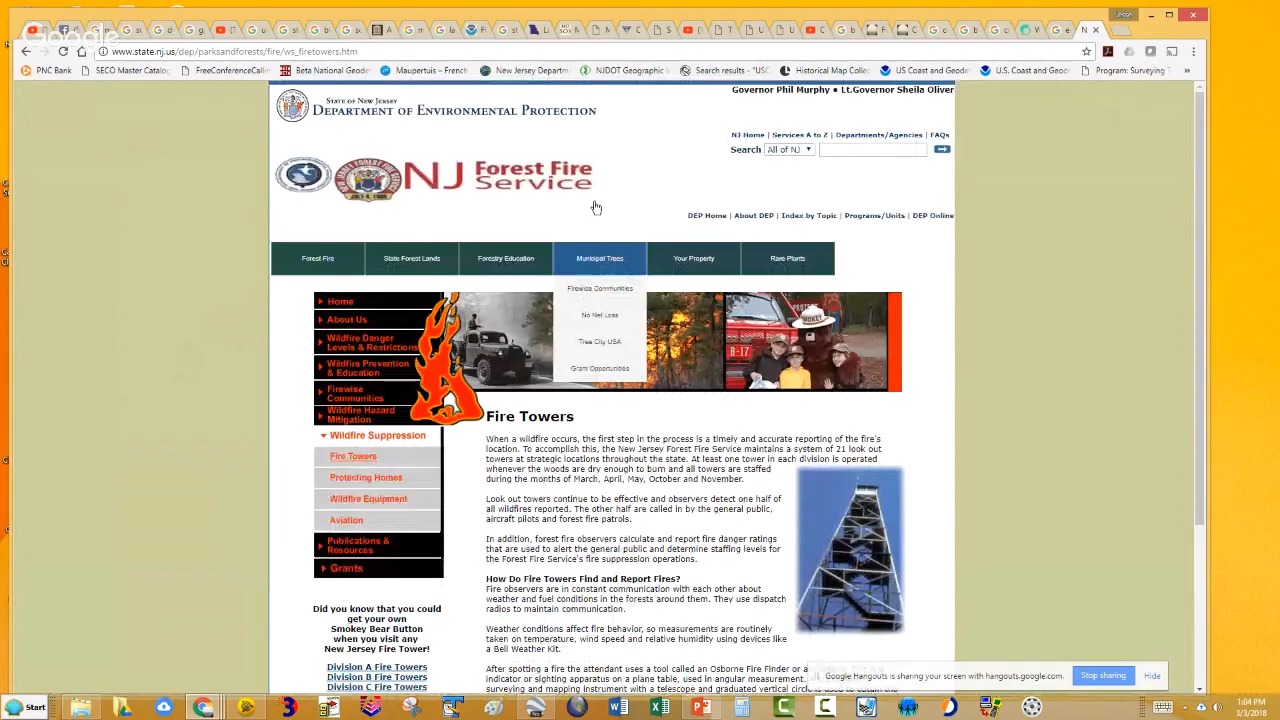 Google
Jesse
www.state.nj.us/dep/parksandforests/fire/ws_firetowers.htm
PNC Bank
SECO Master Catalog
FreeConferenceCall
Beta National Geode
Maupertuis – French
New Jersey Departm
NJDOT Geographic I
Search results - "USC
Historical Map Collec
US Coast and Geode
U.S. Coast and Geod
Program: Surveying T
Governor Phil Murphy • Lt.Governor Sheila Oliver
STATE OF NEW JERSEY
DEPARTMENT OF ENVIRONMENTAL PROTECTION
NJ Home | Services A to Z | Departments/Agencies | FAQs
Search All of NJ
NJ Forest Fire
Service
DEP Home | About DEP | Index by Topic | Programs/Units | DEP Online
Forest Fire
State Forest Lands
Forestry Education
Municipal Trees
Your Property
Rare Plants
Firewise Communities
No Net Loss
Tree City USA
Grant Opportunities
Home
About Us
Wildfire Danger
Levels & Restrictions
Wildfire Prevention
& Education
Firewise
Communities
Wildfire Hazard
Mitigation
Wildfire Suppression
Fire Towers
Protecting Homes
Wildfire Equipment
Aviation
Publications &
Resources
Grants
B-17
Did you know that you could
get your own
Smokey Bear Button
when you visit any
New Jersey Fire Tower!
Division A Fire Towers
Division B Fire Towers
Division C Fire Towers
Fire Towers
When a wildfire occurs, the first step in the process is a timely and accurate reporting of the fire's
location. To accomplish this, the New Jersey Forest Fire Service maintains a system of 21 look out
towers at strategic locations throughout the state. At least one tower in each division is operated
whenever the woods are dry enough to burn and all towers are staffed
during the months of March, April, May, October and November.
Look out towers continue to be effective and observers detect one half of
all wildfires reported. The other half are called in by the general public,
aircraft pilots and forest fire patrols.
In addition, forest fire observers calculate and report fire danger ratings
that are used to alert the general public and determine staffing levels for
the Forest Fire Service's fire suppression operations.
How Do Fire Towers Find and Report Fires?
Fire observers are in constant communication with each other about
weather and fuel conditions in the forests around them. They use dispatch
radios to maintain communication.
Weather conditions affect fire behavior, so measurements are routinely
taken on temperature, wind speed and relative humidity using devices like
a Bell Weather Kit.
After spotting a fire the attendant uses a tool called an Osborne Fire Finder or a
indicator or sighting apparatus on a plane table, used in angular measurement.
surveying and mapping instrument with a telescope and graduated vertical
Google Hangouts is sharing your screen with hangouts.google.com.
Stop sharing
Hide
Start
1:04 PM
3/3/2018